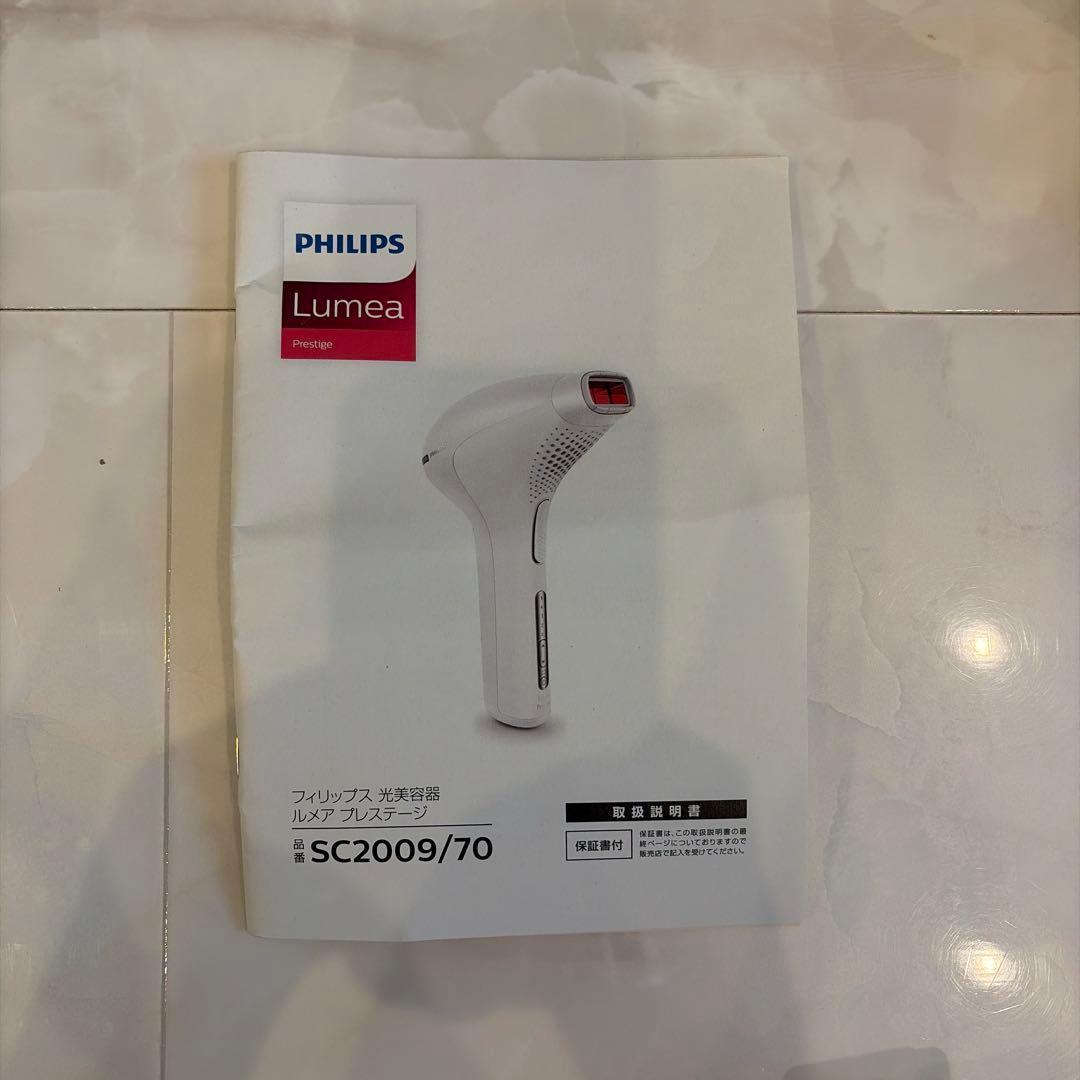 PHILIPS
Lumea
Prestige
フィリップス 光美容器
ルメア プレステージ
品番 SC2009/70
取扱説明書
保証書付
保証書は、この取扱説明書の最
終ページについておりますので
販売店で記入を受けてください。